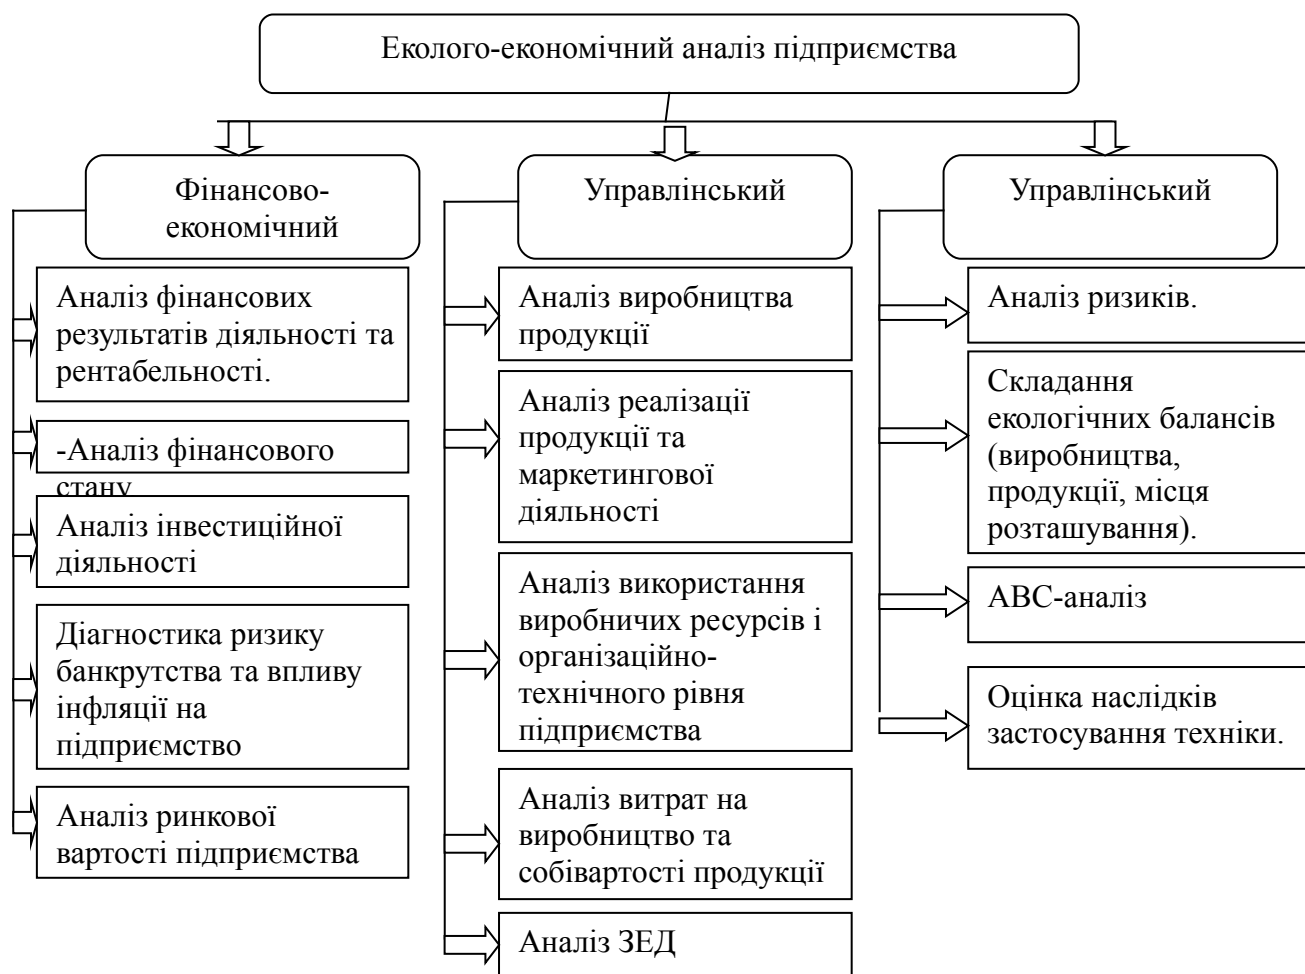 Еколого-економічний аналіз підприємства
Фінансово-
економічний
Аналіз фінансових
результатів діяльності та
рентабельності.
-Аналіз фінансового
стану
Аналіз інвестиційної
діяльності
Діагностика ризику
банкрутства та впливу
інфляції на
підприємство
Аналіз ринкової
вартості підприємства
Управлінський
Аналіз виробництва
продукції
Аналіз реалізації
продукції та
маркетингової
діяльності
Аналіз використання
виробничих ресурсів і
організаційно-
технічного рівня
підприємства
Аналіз витрат на
виробництво та
собівартості продукції
Аналіз ЗЕД
Управлінський
Аналіз ризиків.
Складання
екологічних балансів
(виробництва,
продукції, місця
розташування).
АВС-аналіз
Оцінка наслідків
застосування техніки.